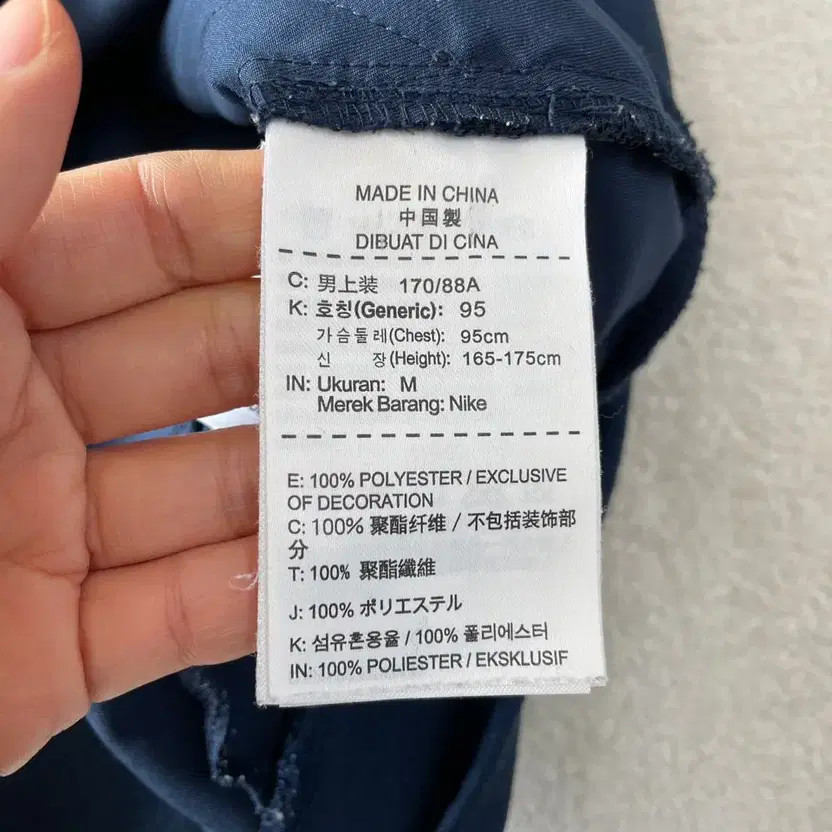 MADE IN CHINA
中国製
DIBUAT DI CINA
C: 男上装 170/88A
K: 호칭(Generic): 95
가슴둘레(Chest): 95cm
신 장(Height): 165-175cm
IN: Ukuran: M
Merek Barang: Nike
E: 100% POLYESTER / EXCLUSIVE
OF DECORATION
C: 100% 聚酯纤维 / 不包括装饰部
分
T: 100% 聚酯纖維
J: 100% ポリエステル
K: 섬유혼용율 / 100% 폴리에스터
IN: 100% POLIESTER / EKSKLUSIF